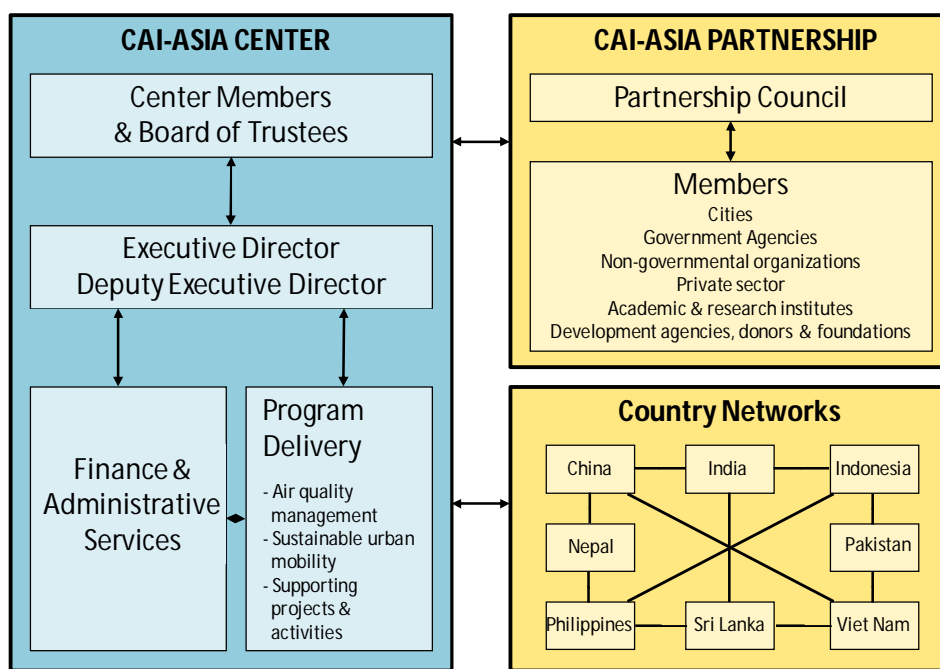 CAI-ASIA CENTER
Center Members
& Board of Trustees
Executive Director
Deputy Executive Director
Finance &
Administrative
Services
Program
Delivery
- Air quality
management
- Sustainable urban
mobility
- Supporting
projects &
activities
CAI-ASIA PARTNERSHIP
Partnership Council
Members
Cities
Government Agencies
Non-governmental organizations
Private sector
Academic & research institutes
Development agencies, donors & foundations
Country Networks
China India Indonesia
Nepal Pakistan
Philippines Sri Lanka Viet Nam